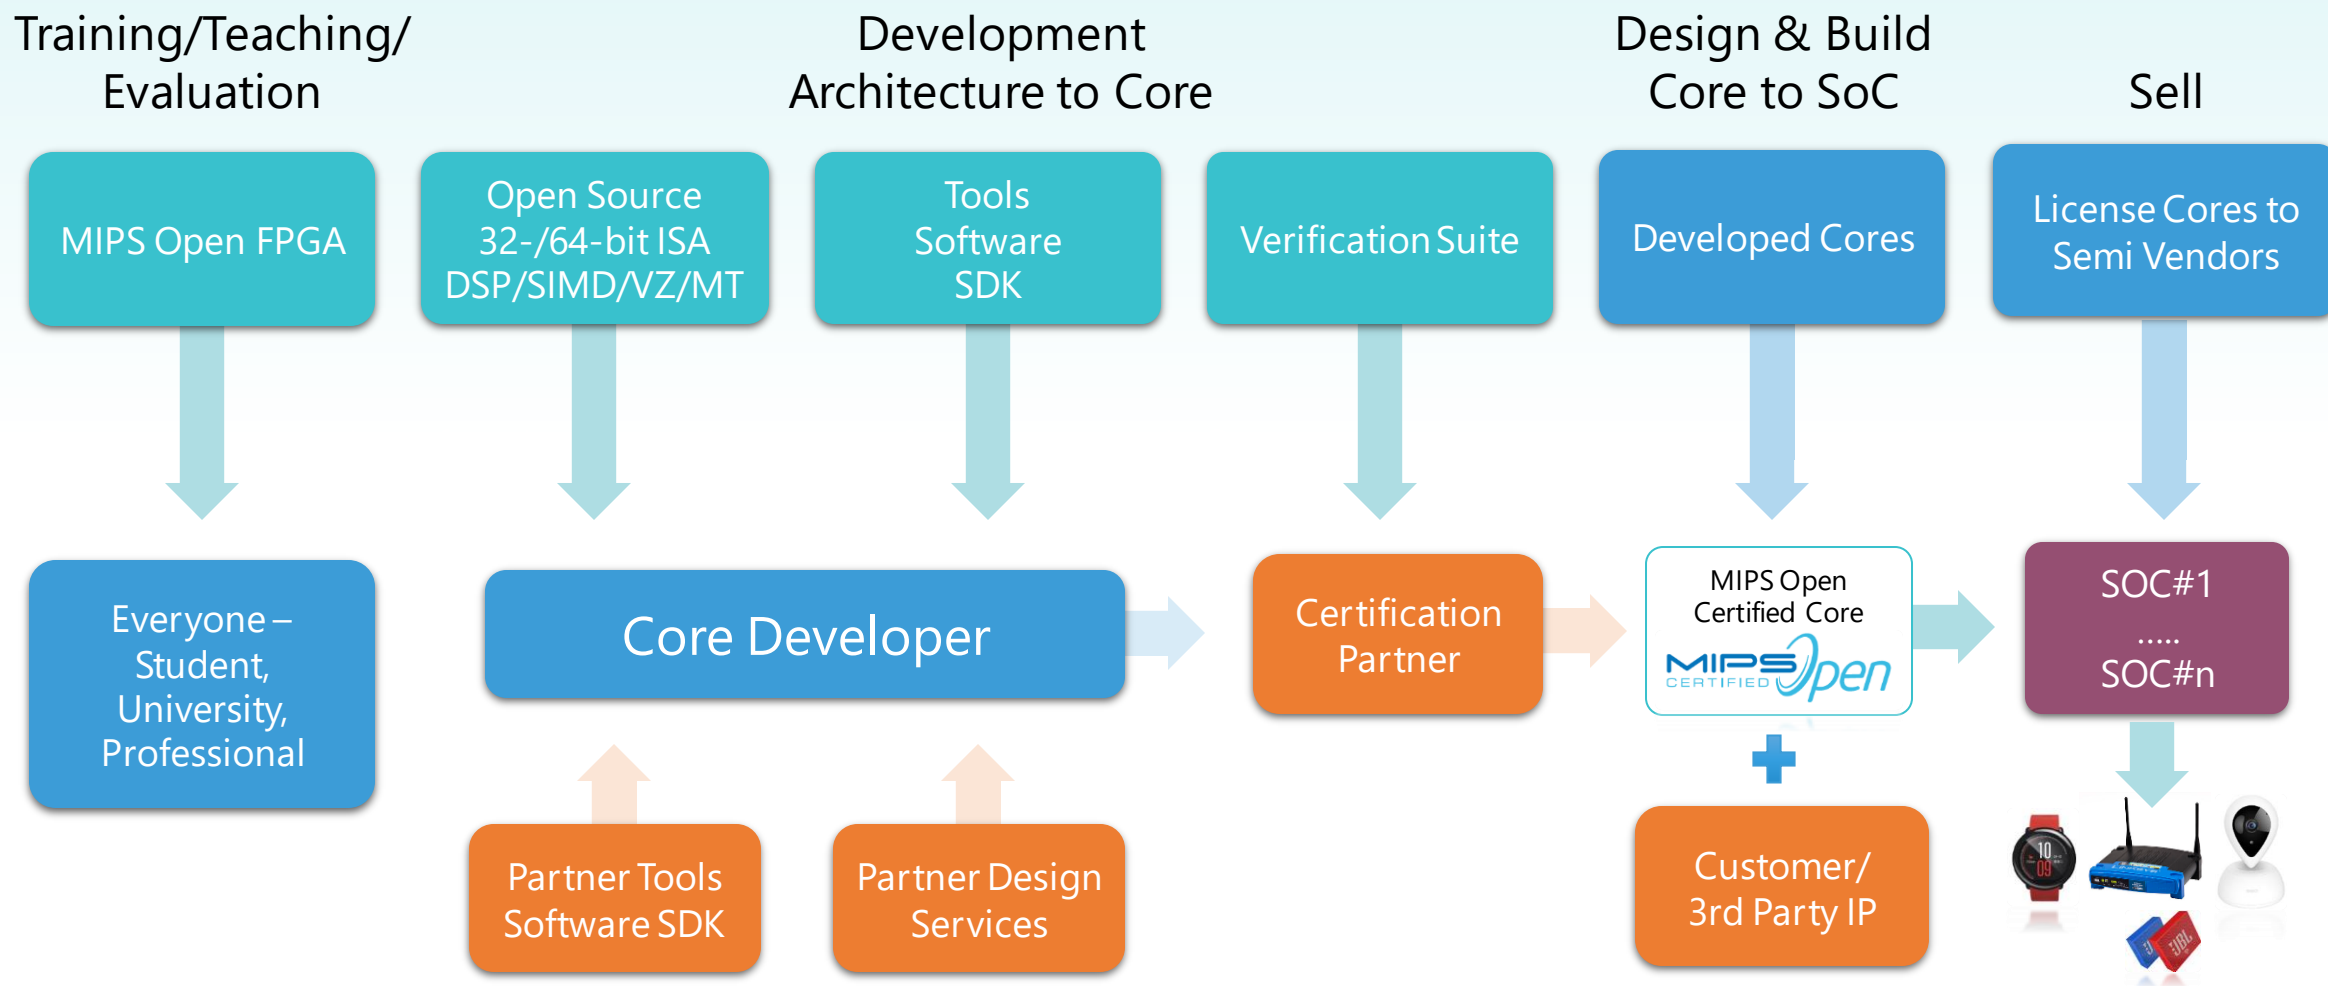 Training/Teaching/
Evaluation
Development
Architecture to Core
Design & Build
Core to SoC
Sell
MIPS Open FPGA
Open Source
32-/64-bit ISA
DSP/SIMD/VZ/MT
Tools
Software
SDK
Verification Suite
Developed Cores
License Cores to
Semi Vendors
Everyone –
Student,
University,
Professional
Core Developer
Certification
Partner
MIPS Open
Certified Core
MIPS Open
CERTIFIED
SOC#1
.....
SOC#n
Partner Tools
Software SDK
Partner Design
Services
Customer/
3rd Party IP
10
09
JBL